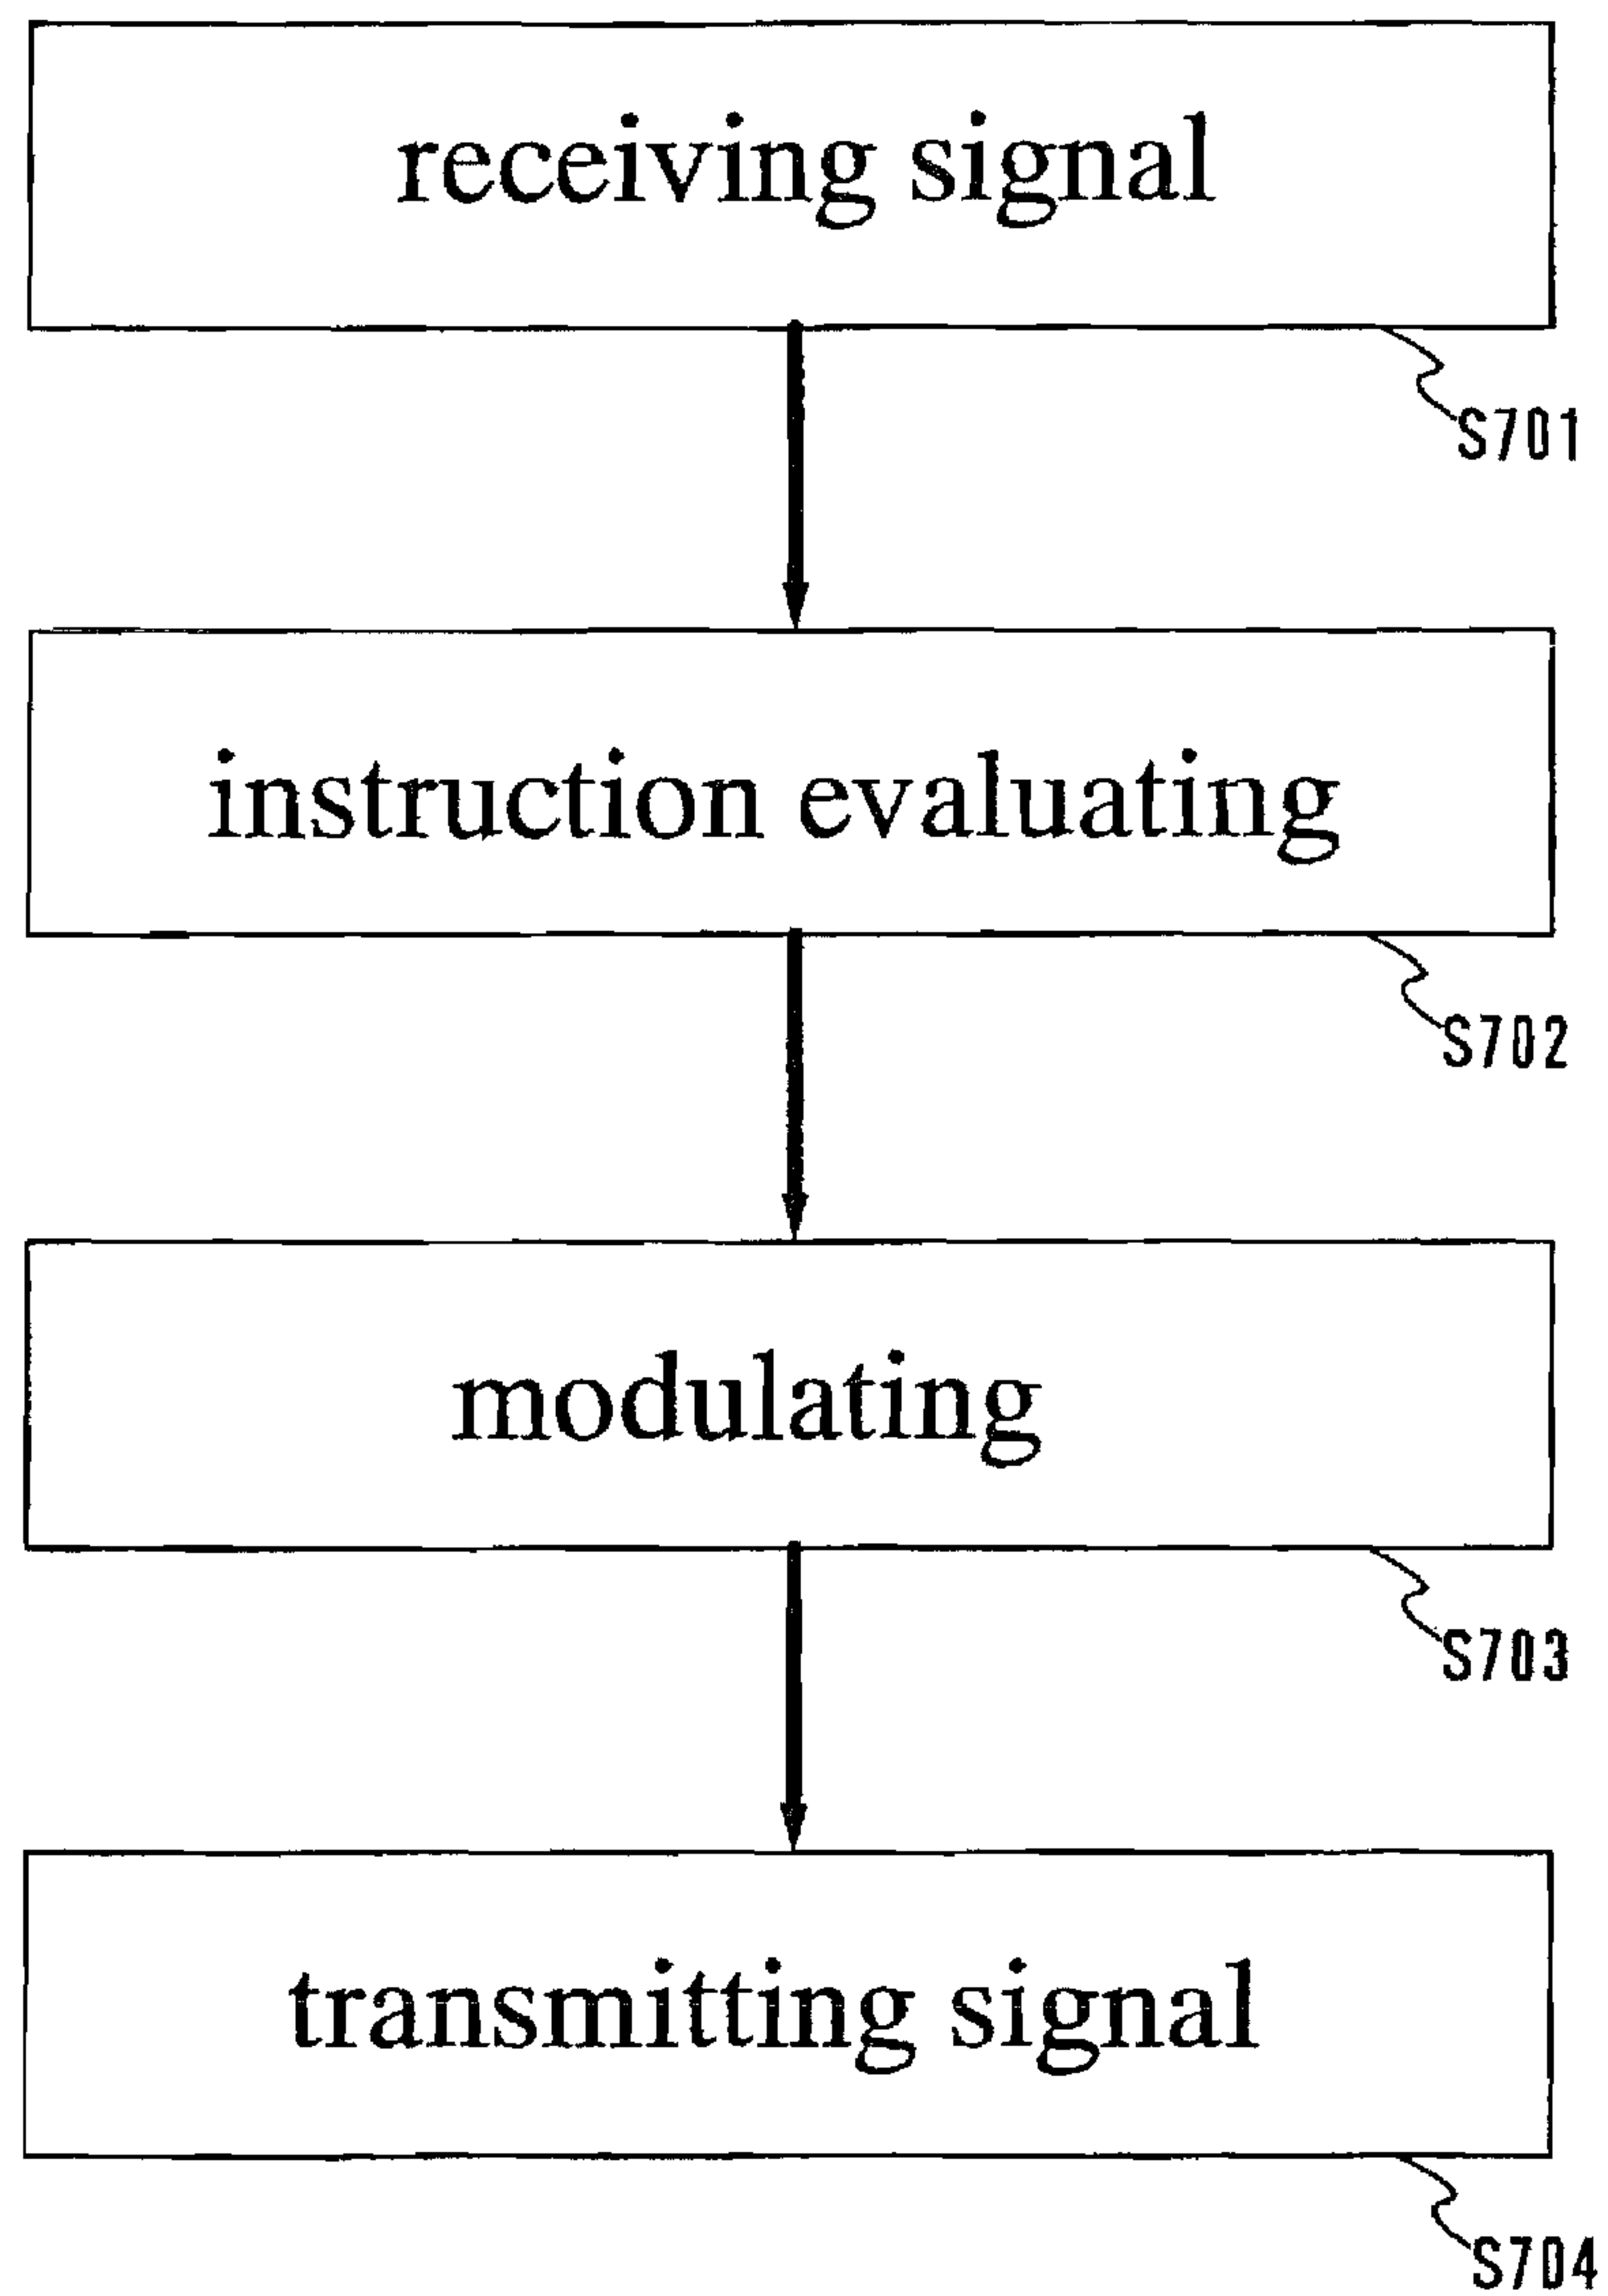 receiving signal
S701
instruction evaluating
S702
modulating
S703
transmitting signal
S704